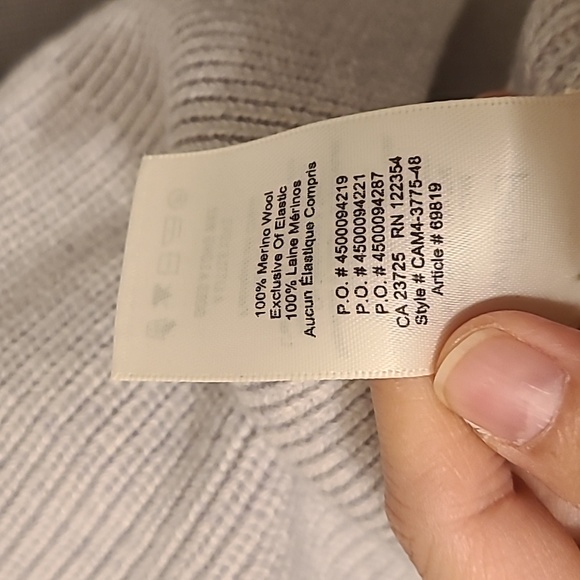 100% Merino Wool
Exclusive Of Elastic
100% Laine Mérinos
Aucun Élastique Compris
P.O. # 4500094219
P.O. # 4500094221
P.O. # 4500094287
CA 23725 RN 122354
Style # CAM4-3775-48
Article # 69819